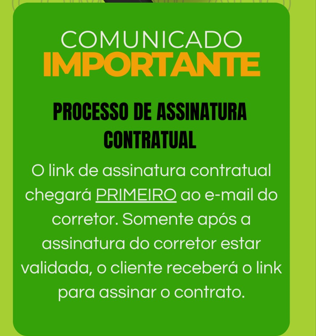 COMUNICADO
IMPORTANTE
PROCESSO DE ASSINATURA
CONTRATUAL
O link de assinatura contratual
chegará PRIMEIRO ao e-mail do
corretor. Somente após a
assinatura do corretor estar
validada, o cliente receberá o link
para assinar o contrato.